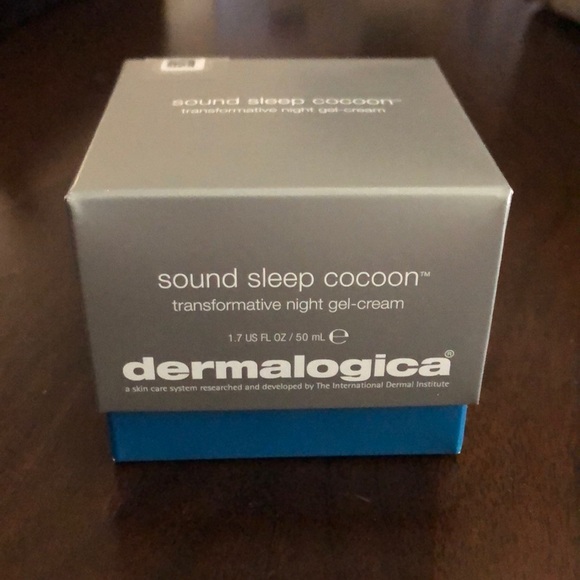 sound sleep cocoon™
transformative night gel-cream
sound sleep cocoon™
transformative night gel-cream
1.7 US FL OZ / 50 mL ℮
dermalogica®
a skin care system researched and developed by The International Dermal Institute